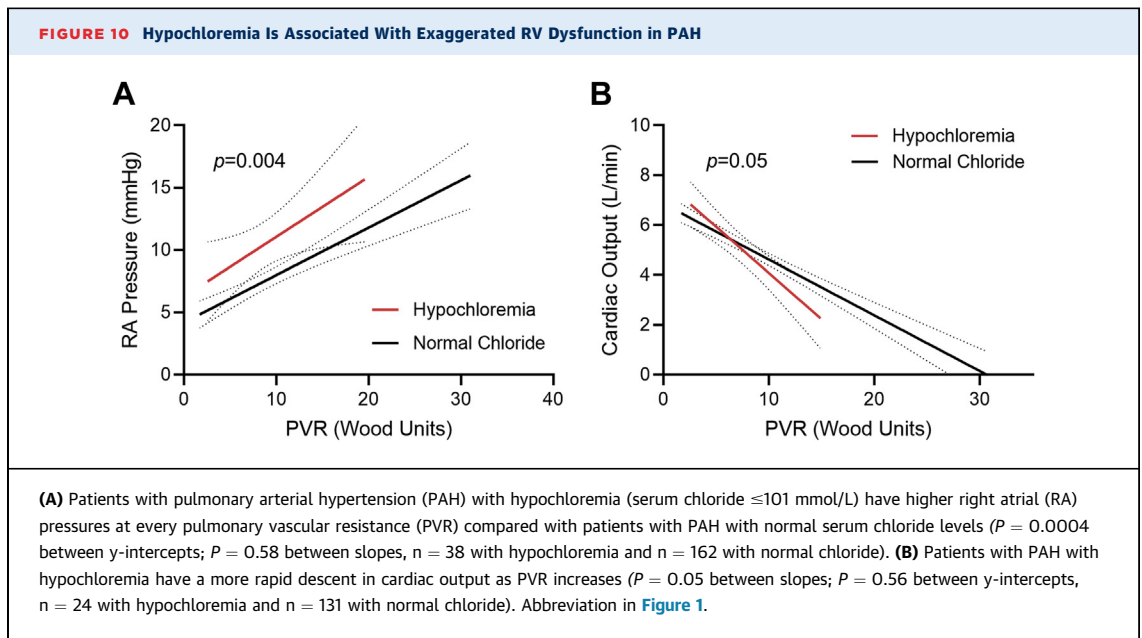 FIGURE 10 Hypochloremia Is Associated With Exaggerated RV Dysfunction in PAH
A
20
15
10
5
0
RA Pressure (mmHg)
p=0.004
Hypochloremia
Normal Chloride
0 10 20 30 40
PVR (Wood Units)
B
10
8
6
4
2
0
Cardiac Output (L/min)
p=0.05
Hypochloremia
Normal Chloride
0 10 20 30
PVR (Wood Units)
(A) Patients with pulmonary arterial hypertension (PAH) with hypochloremia (serum chloride ≤101 mmol/L) have higher right atrial (RA)
pressures at every pulmonary vascular resistance (PVR) compared with patients with PAH with normal serum chloride levels (P = 0.0004
between y-intercepts; P = 0.58 between slopes, n = 38 with hypochloremia and n = 162 with normal chloride). (B) Patients with PAH with
hypochloremia have a more rapid descent in cardiac output as PVR increases (P = 0.05 between slopes; P = 0.56 between y-intercepts,
n = 24 with hypochloremia and n = 131 with normal chloride). Abbreviation in Figure 1.